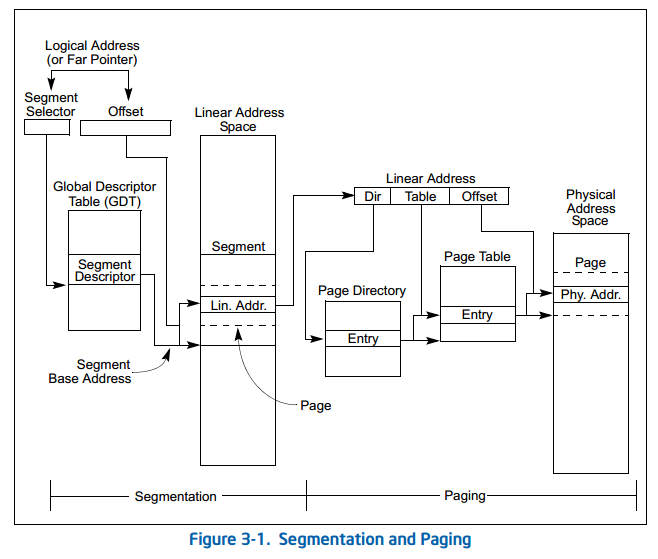 Logical Address
(or Far Pointer)
Segment
Selector
Offset
Linear Address
Space
Global Descriptor
Table (GDT)
Segment
Descriptor
Segment
Lin. Addr.
Segment
Base Address
Page
Linear Address
Dir
Table
Offset
Physical
Address
Space
Page Directory
Entry
Page Table
Entry
Page
Phy. Addr.
Segmentation
Paging
Figure 3-1. Segmentation and Paging